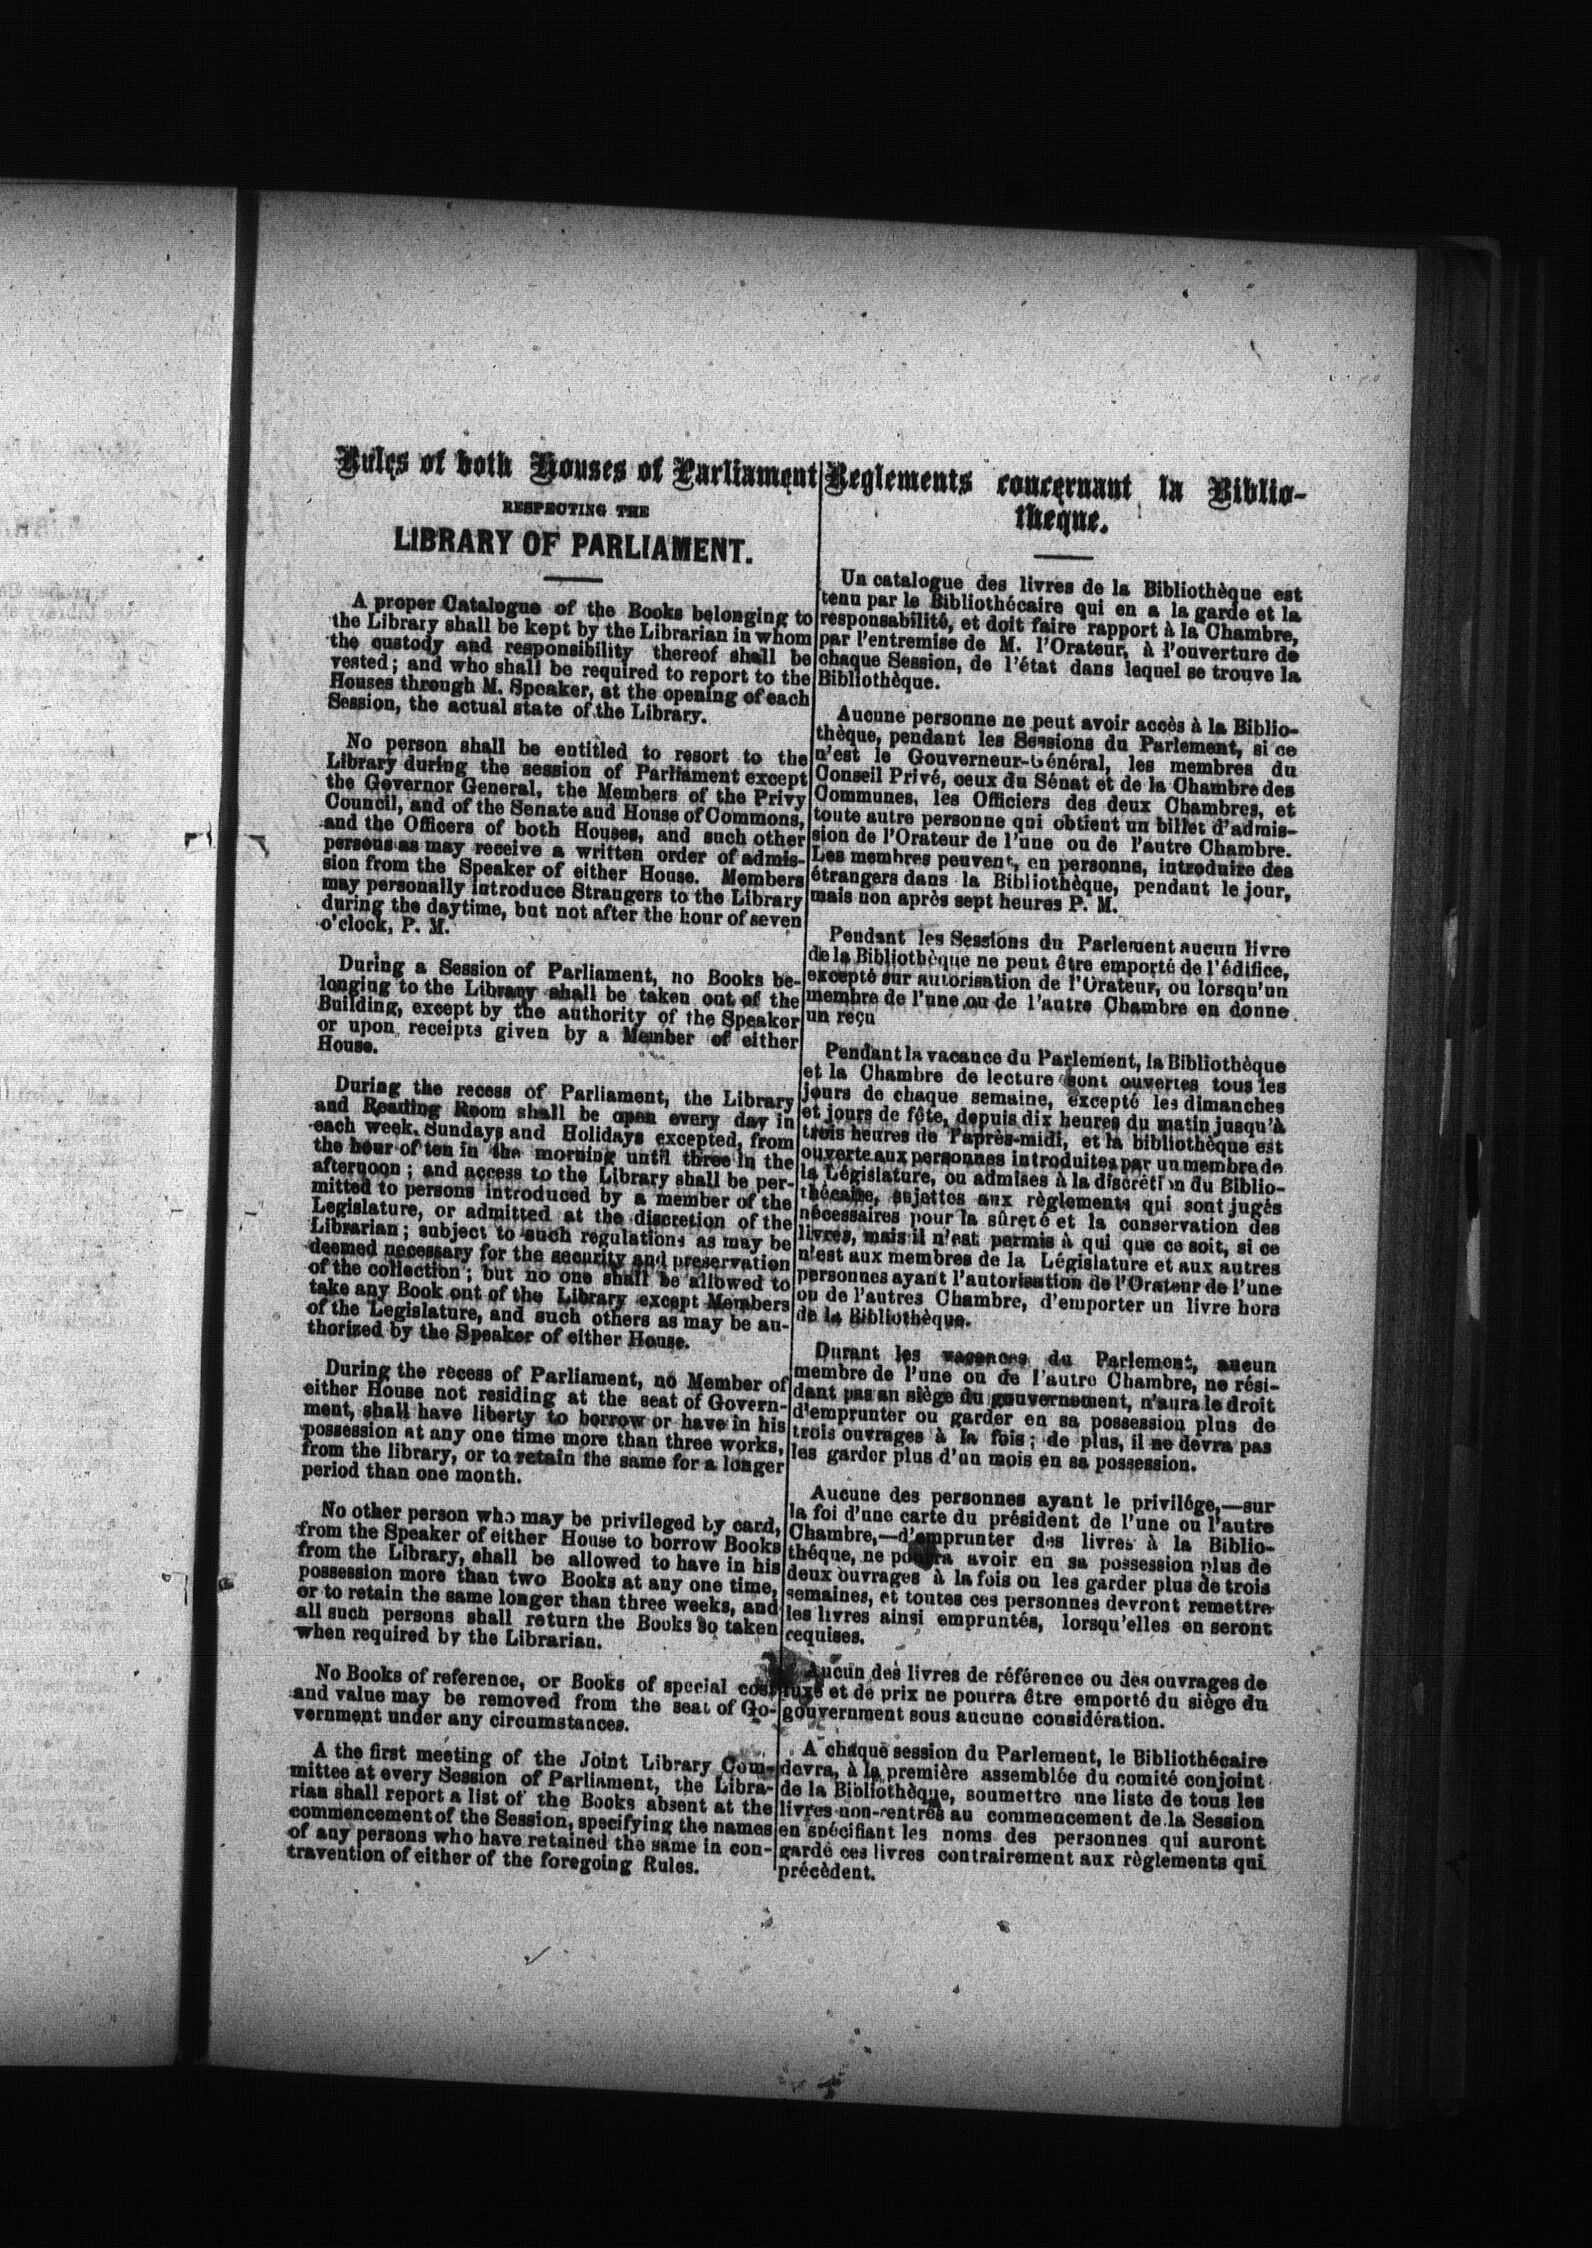 Rules of both Houses of Parliament
RESPECTING THE
LIBRARY OF PARLIAMENT.
A proper Catalogue of the Books belonging to
the Library shall be kept by the Librarian in whom
the custody and responsibility thereof shall be
vested; and who shall be required to report to the
Houses through M. Speaker, at the opening of each
Session, the actual state of the Library.
No person shall be entitled to resort to the
Library during the session of Parliament except
the Governor General, the Members of the Privy
Council, and of the Senate and House of Commons,
and the Officers of both Houses, and such other
persons as may receive a written order of admis-
sion from the Speaker of either House. Members
may personally introduce Strangers to the Library
during the daytime, but not after the hour of seven
o'clock, P. M.
During a Session of Parliament, no Books be-
longing to the Library shall be taken out of the
Building, except by the authority of the Speaker
or upon receipts given by a Member of either
House.
During the recess of Parliament, the Library
and Reading Room shall be open every day in
each week, Sundays and Holidays excepted, from
the hour of ten in the morning until three in the
afternoon; and access to the Library shall be per-
mitted to persons introduced by a member of the
Legislature, or admitted at the discretion of the
Librarian; subject to such regulations as may be
deemed necessary for the security and preservation
of the collection; but no one shall be allowed to
take any Book out of the Library except Members
of the Legislature, and such others as may be au-
thorized by the Speaker of either House.
During the recess of Parliament, no Member of
either House not residing at the seat of Govern-
ment, shall have liberty to borrow or have in his
possession at any one time more than three works,
from the library, or to retain the same for a longer
period than one month.
No other person who may be privileged by card,
from the Speaker of either House to borrow Books
from the Library, shall be allowed to have in his
possession more than two Books at any one time,
or to retain the same longer than three weeks, and
all such persons shall return the Books so taken
when required by the Librarian.
No Books of reference, or Books of special cost
and value may be removed from the seat of Go-
vernment under any circumstances.
A the first meeting of the Joint Library Com-
mittee at every Session of Parliament, the Libra-
rian shall report a list of the Books absent at the
commencement of the Session, specifying the names
of any persons who have retained the same in con-
travention of either of the foregoing Rules.
Reglements concernant la Biblio-
theque.
Un catalogue des livres de la Bibliothèque est
tenu par le Bibliothécaire qui en a la garde et la
responsabilité, et doit faire rapport à la Chambre,
par l'entremise de M. l'Orateur, à l'ouverture de
chaque Session, de l'état dans lequel se trouve la
Bibliothèque.
Aucune personne ne peut avoir accès à la Biblio-
thèque, pendant les Sessions du Parlement, si ce
n'est le Gouverneur-Général, les membres du
Conseil Privé, ceux du Sénat et de la Chambre des
Communes, les Officiers des deux Chambres, et
toute autre personne qui obtient un billet d'admis-
sion de l'Orateur de l'une ou de l'autre Chambre.
Les membres peuvent, en personne, introduire des
étrangers dans la Bibliothèque, pendant le jour,
mais non après sept heures P. M.
Pendant les Sessions du Parlement aucun livre
de la Bibliothèque ne peut être emporté de l'édifice,
excepté sur autorisation de l'Orateur, ou lorsqu'un
membre de l'une ou de l'autre Chambre en donne
un reçu
Pendant la vacance du Parlement, la Bibliothèque
et la Chambre de lecture sont ouvertes tous les
jours de chaque semaine, excepté les dimanches
et jours de fête, depuis dix heures du matin jusqu'à
trois heures de l'après-midi, et la bibliothèque est
ouverte aux personnes introduites par un membre de
la Législature, ou admises à la discrétion du Biblio-
thécaire, sujettes aux règlements qui sont jugés
nécessaires pour la sûreté et la conservation des
livres, mais il n'est permis à qui que ce soit, si ce
n'est aux membres de la Législature et aux autres
personnes ayant l'autorisation de l'Orateur de l'une
ou de l'autres Chambre, d'emporter un livre hors
de la Bibliothèque.
Durant les vacances du Parlement, aucun
membre de l'une ou de l'autre Chambre, ne rési-
dant pas au siège du gouvernement, n'aura le droit
d'emprunter ou garder en sa possession plus de
trois ouvrages à la fois; de plus, il ne devra pas
les garder plus d'un mois en sa possession.
Aucune des personnes ayant le privilége,—sur
la foi d'une carte du président de l'une ou l'autre
Chambre,—d'emprunter des livres à la Biblio-
théque, ne pourra avoir en sa possession plus de
deux ouvrages à la fois ou les garder plus de trois
semaines, et toutes ces personnes devront remettre
les livres ainsi empruntés, lorsqu'elles en seront
requises.
Aucun des livres de référence ou des ouvrages de
luxe et de prix ne pourra être emporté du siège du
gouvernment sous aucune considération.
A chaque session du Parlement, le Bibliothécaire
devra, à la première assemblée du comité conjoint
de la Bibliothèque, soumettre une liste de tous les
livres non-rentrés au commencement de la Session
en spécifiant les noms des personnes qui auront
gardé ces livres contrairement aux règlements qui
précèdent.